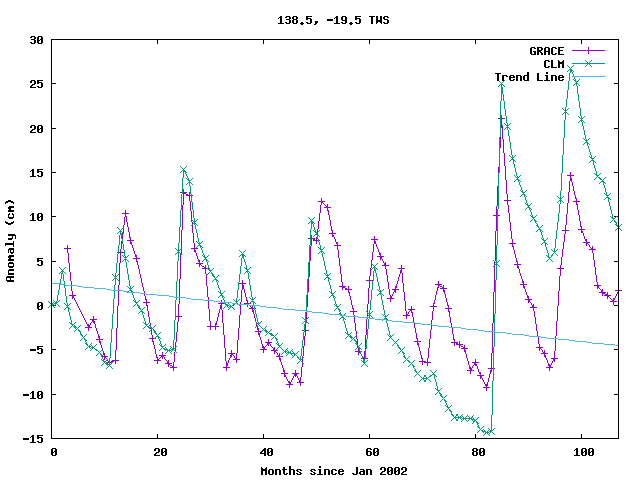 138.5, -19.5 TWS
GRACE
CLM
Trend Line
30
25
20
15
10
5
0
-5
-10
-15
Anomaly (cm)
0 20 40 60 80 100
Months since Jan 2002